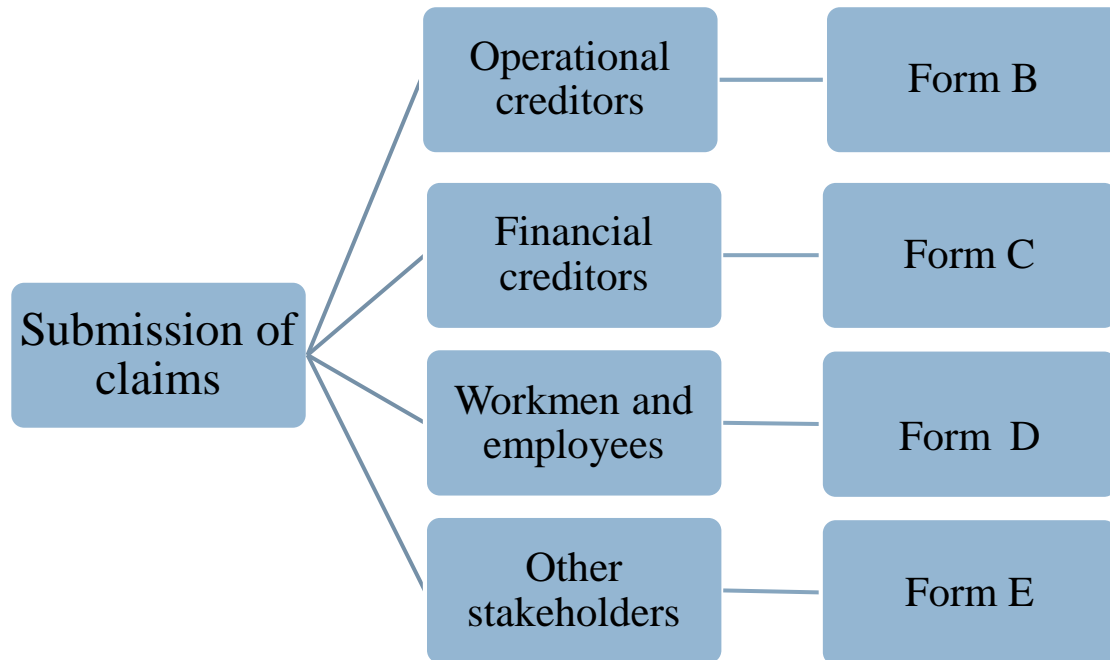 Operational
creditors
Form B
Financial
creditors
Form C
Submission of
claims
Workmen and
employees
Form D
Other
stakeholders
Form E